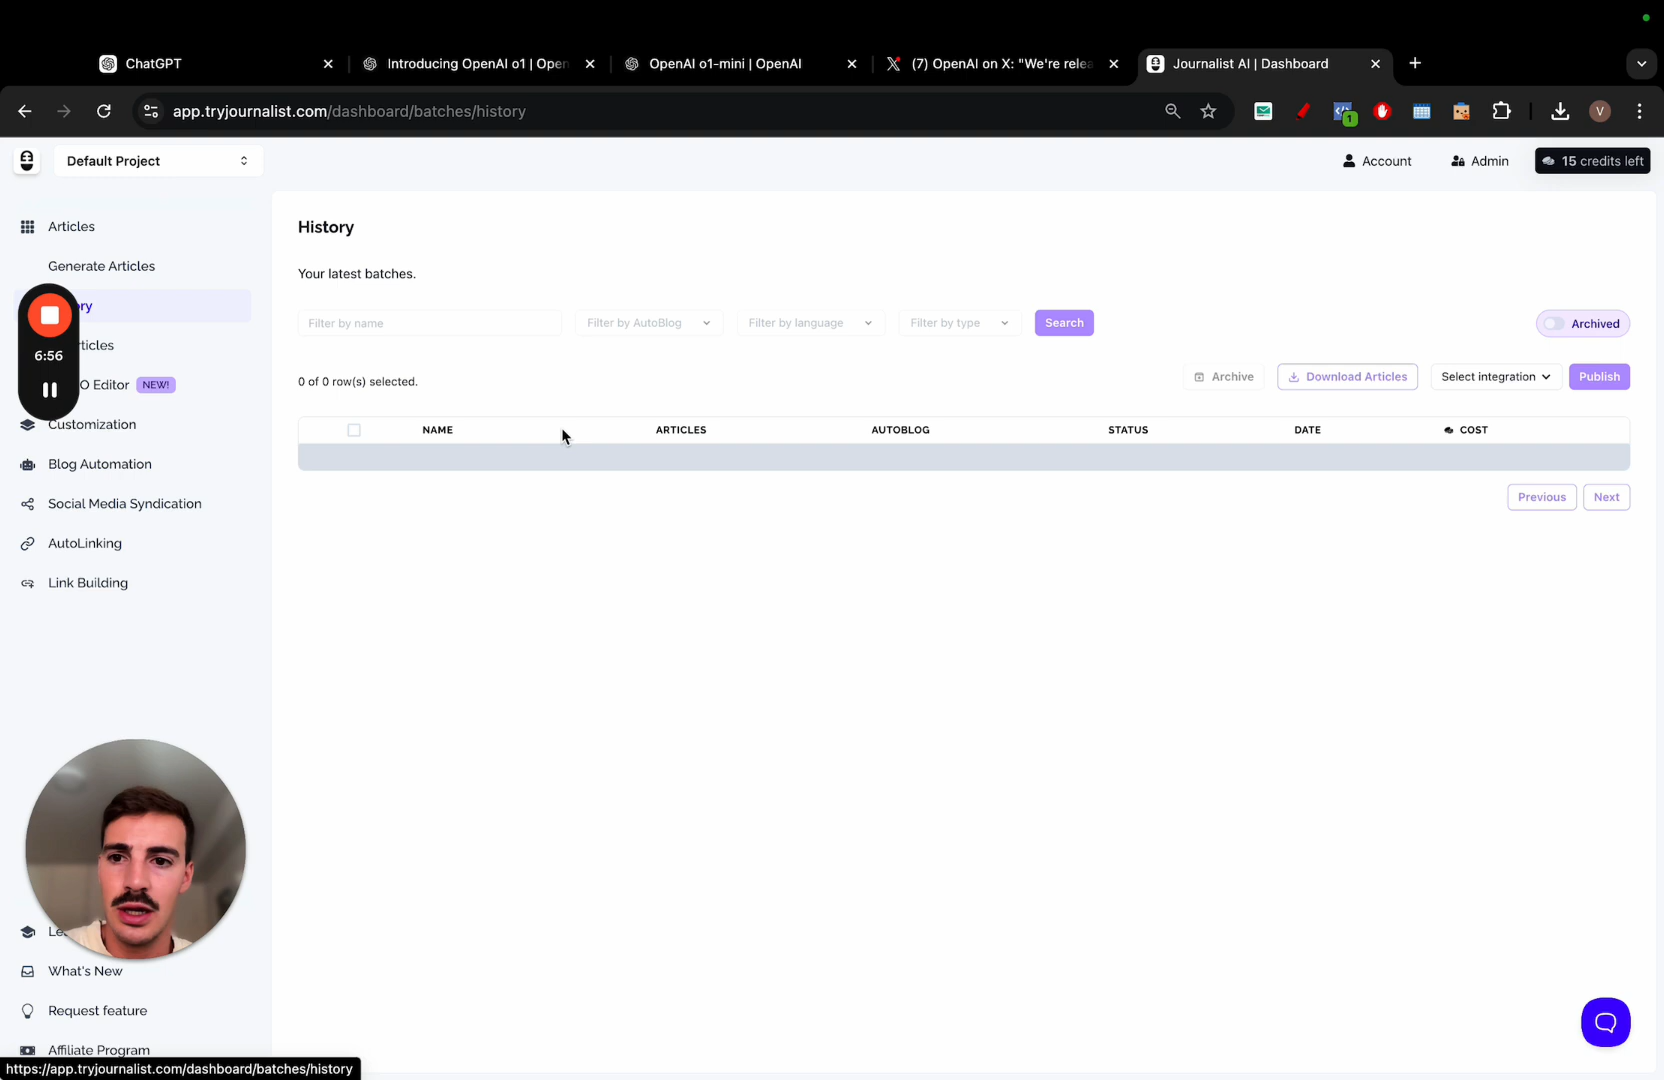 ChatGPT
Introducing OpenAI o1 | Open
OpenAI o1-mini | OpenAI
(7) OpenAI on X: "We're relea
Journalist AI | Dashboard
app.tryjournalist.com/dashboard/batches/history
1
V
Default Project
Account
Admin
15 credits left
Articles
Generate Articles
ory
rticles
O Editor NEW!
Customization
Blog Automation
Social Media Syndication
AutoLinking
Link Building
6:56
History
Your latest batches.
Filter by name
Filter by AutoBlog
Filter by language
Filter by type
Search
Archived
0 of 0 row(s) selected.
Archive
Download Articles
Select integration
Publish
NAME
ARTICLES
AUTOBLOG
STATUS
DATE
COST
Previous
Next
Le
What's New
Request feature
Affiliate Program
https://app.tryjournalist.com/dashboard/batches/history